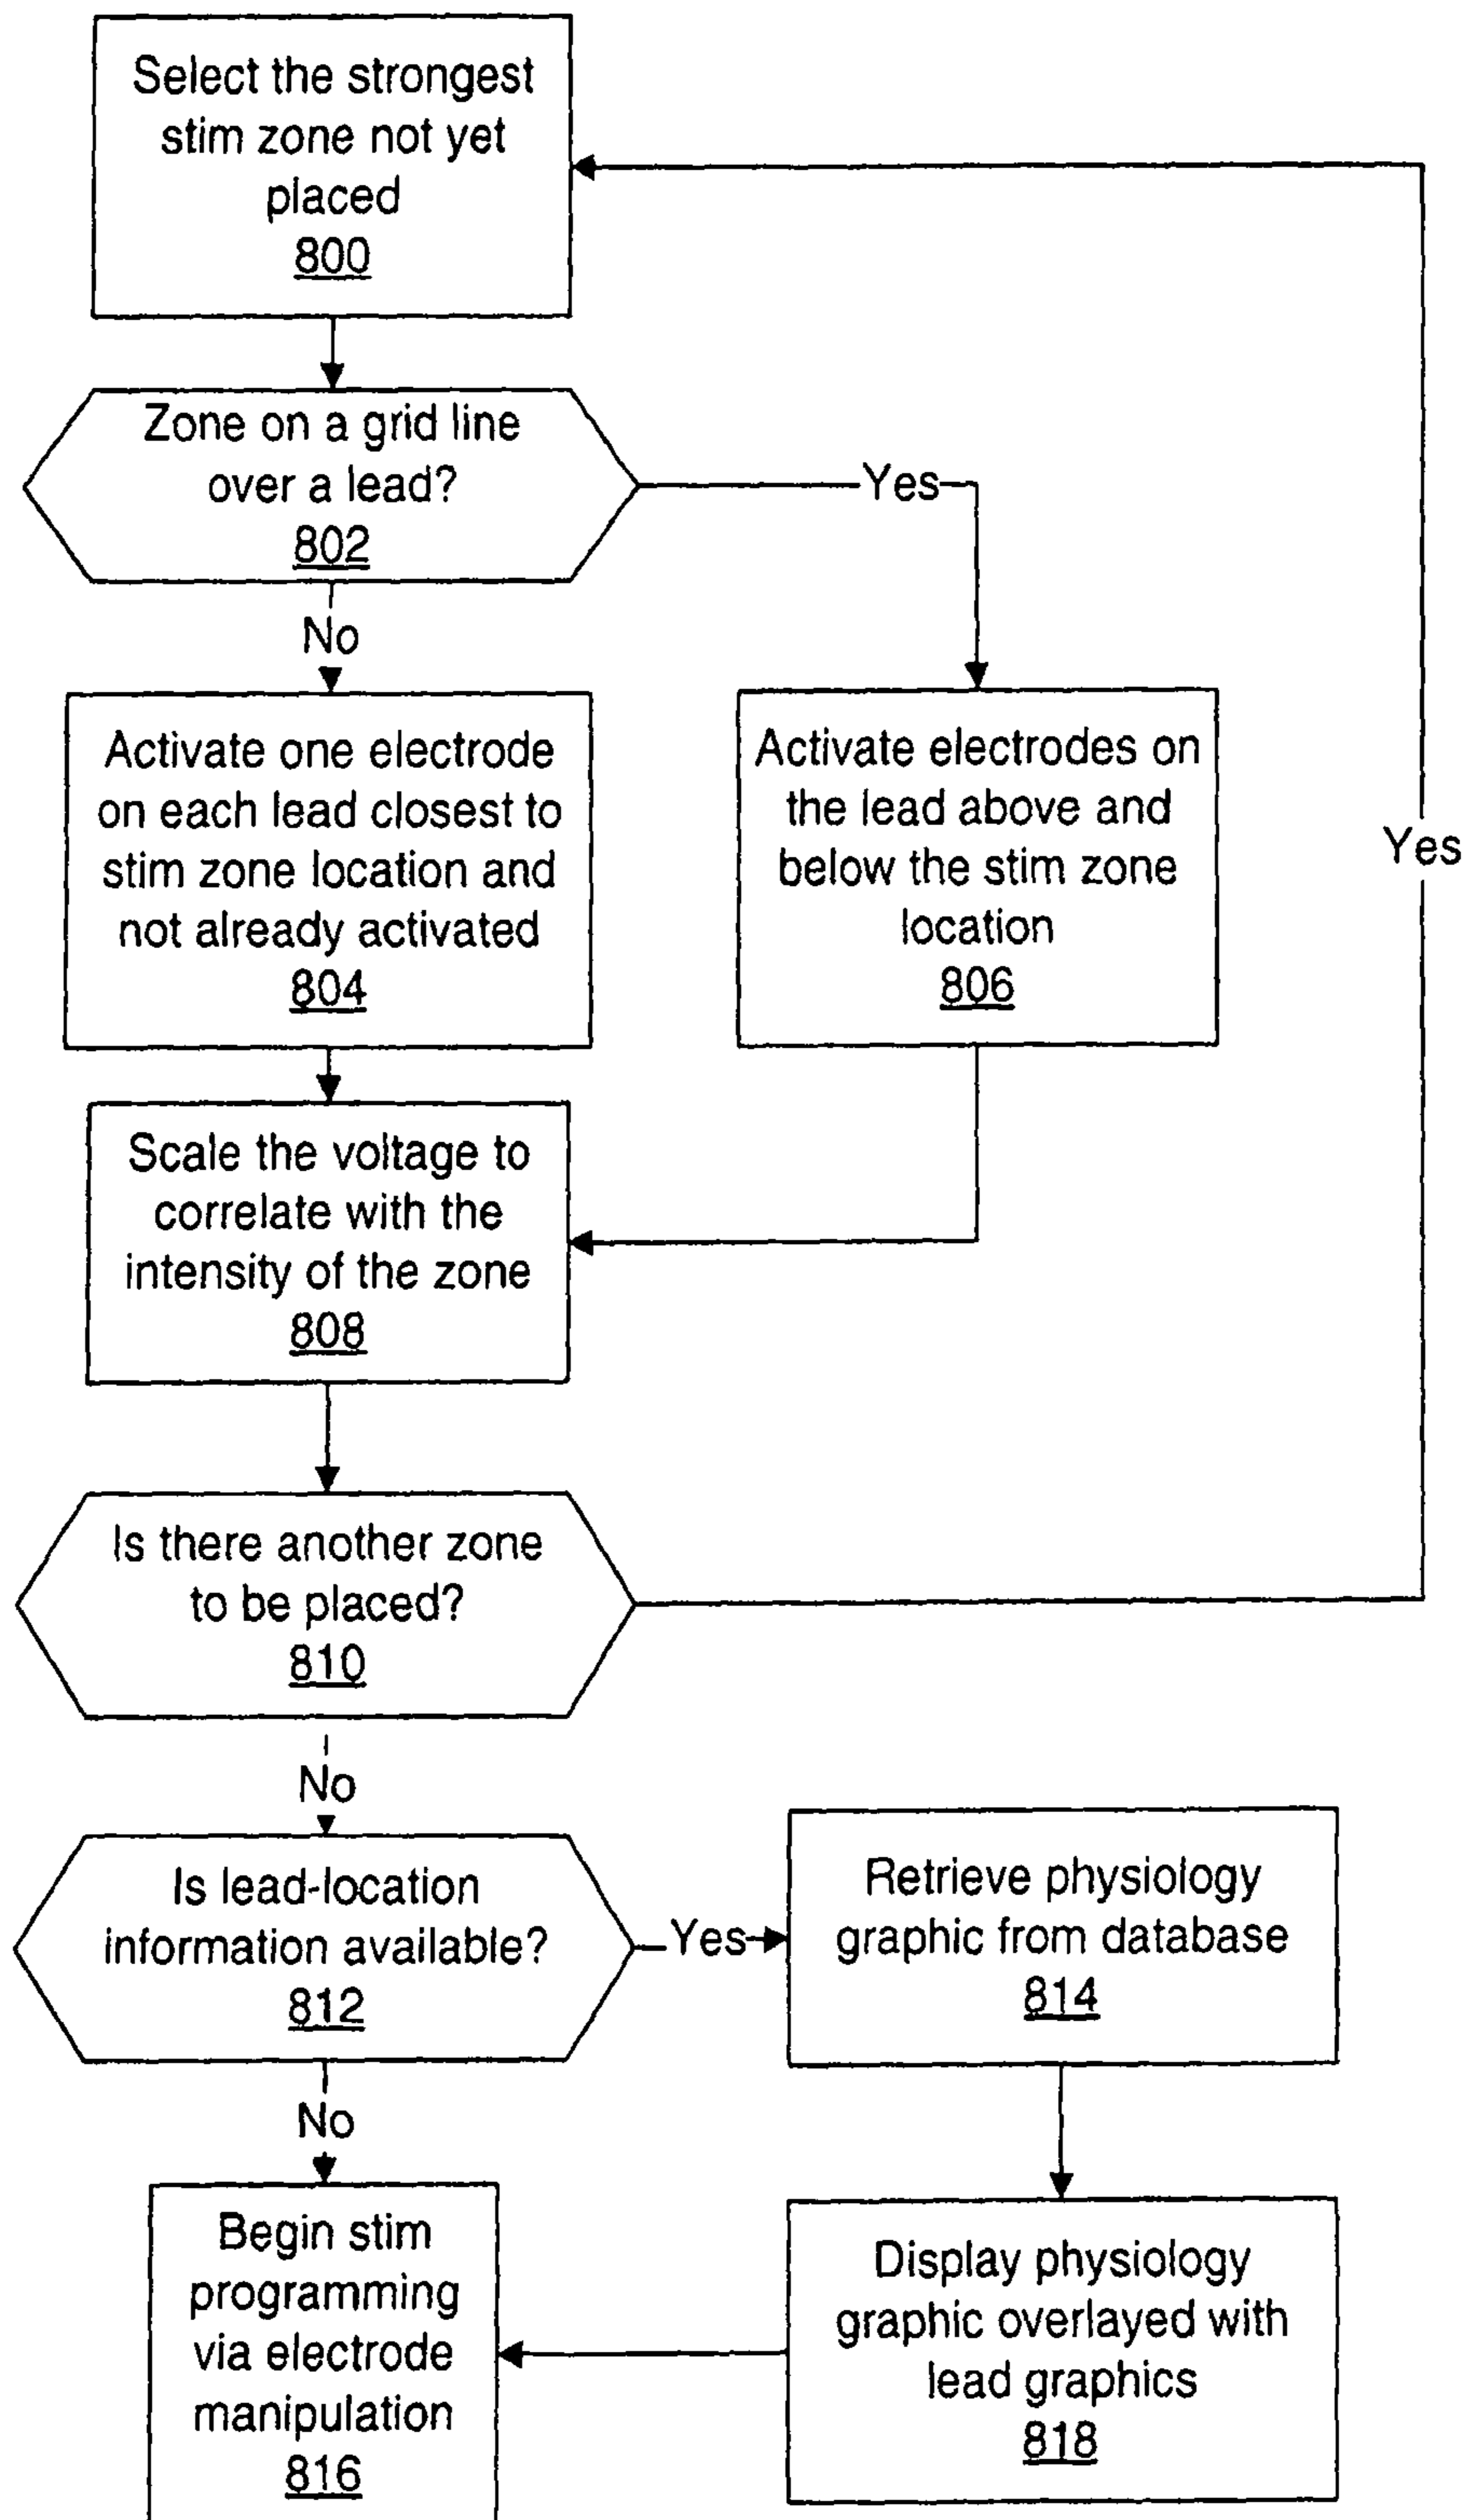 Select the strongest
stim zone not yet
placed
800
Zone on a grid line
over a lead?
802
Yes
No
Activate one electrode
on each lead closest to
stim zone location and
not already activated
804
Activate electrodes on
the lead above and
below the stim zone
location
806
Yes
Scale the voltage to
correlate with the
intensity of the zone
808
Is there another zone
to be placed?
810
No
Is lead-location
information available?
812
Yes
Retrieve physiology
graphic from database
814
No
Begin stim
programming
via electrode
manipulation
816
Display physiology
graphic overlayed with
lead graphics
818